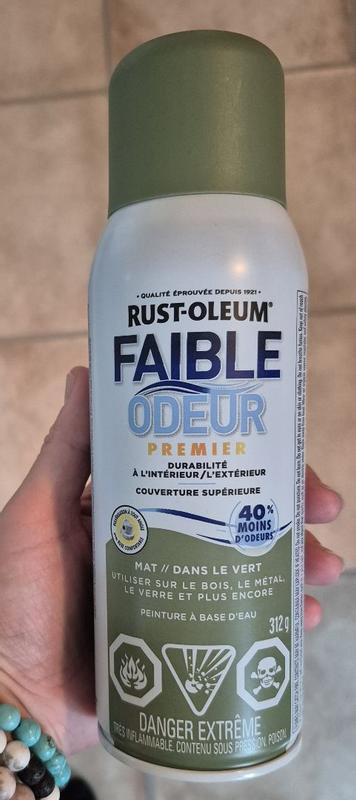 • QUALITÉ ÉPROUVÉE DEPUIS 1921 •
RUST-OLEUM®
FAIBLE
ODEUR
PREMIER
DURABILITÉ
À L'INTÉRIEUR/L'EXTÉRIEUR
COUVERTURE SUPÉRIEURE
40%
MOINS
D'ODEURS*
MAT // DANS LE VERT
UTILISER SUR LE BOIS, LE MÉTAL,
LE VERRE ET PLUS ENCORE
PEINTURE À BASE D'EAU
312 g
DANGER EXTRÊME
TRÈS INFLAMMABLE. CONTENU SOUS PRESSION. POISON.